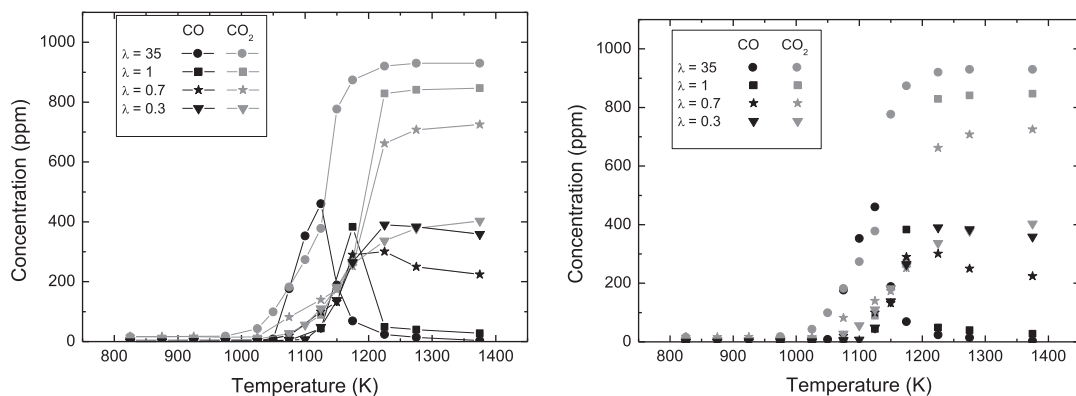 CO CO2
λ = 35
λ = 1
λ = 0.7
λ = 0.3
1000
800
600
400
200
0
Concentration (ppm)
800 900 1000 1100 1200 1300 1400
Temperature (K)
CO CO2
λ = 35
λ = 1
λ = 0.7
λ = 0.3
1000
800
600
400
200
0
Concentration (ppm)
800 900 1000 1100 1200 1300 1400
Temperature (K)